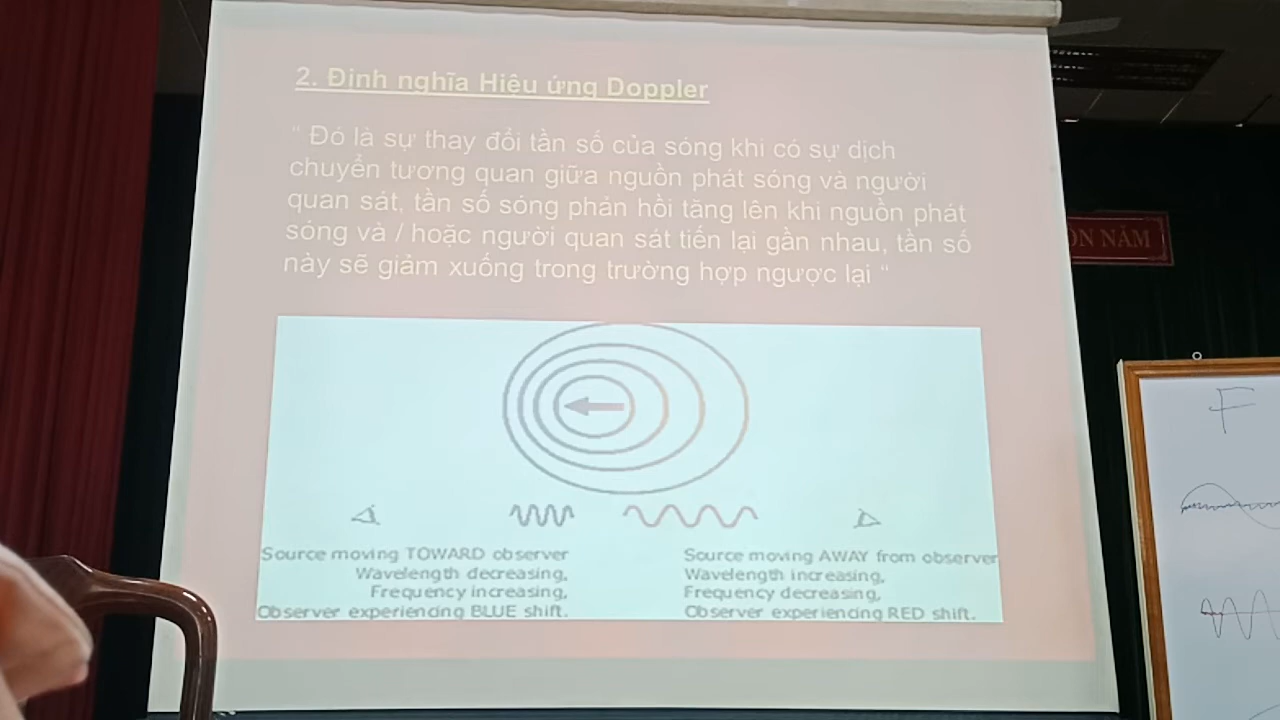 2. Định nghĩa Hiệu ứng Doppler
“ Đó là sự thay đổi tần số của sóng khi có sự dịch
chuyển tương quan giữa nguồn phát sóng và người
quan sát, tần số sóng phản hồi tăng lên khi nguồn phát
sóng và / hoặc người quan sát tiến lại gần nhau, tần số
này sẽ giảm xuống trong trường hợp ngược lại “
ÔN NĂM
F
Source moving TOWARD observer
Wavelength decreasing,
Frequency increasing,
Observer experiencing BLUE shift.
Source moving AWAY from observer
Wavelength increasing,
Frequency decreasing,
Observer experiencing RED shift.